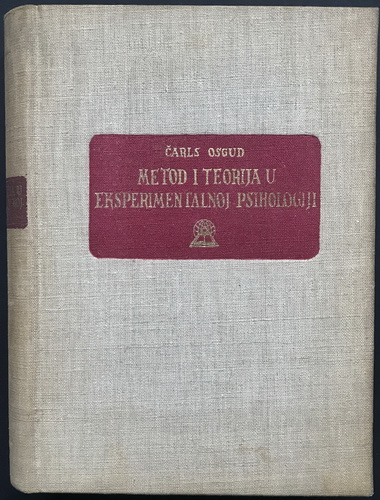 ČARLS OSGUD
METOD I TEORIJA U
EKSPERIMENTALNOJ PSIHOLOGIJI